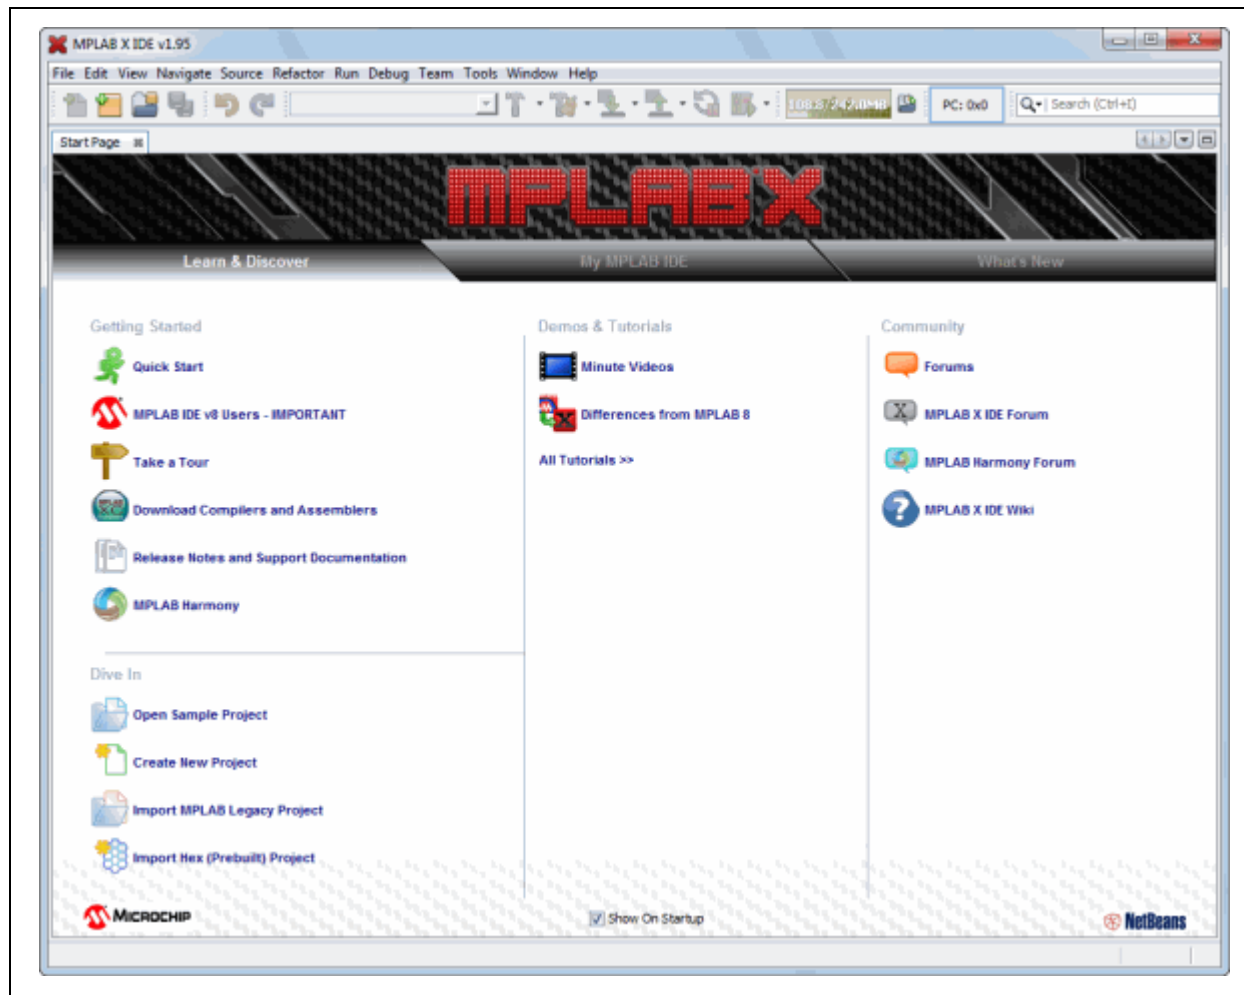 MPLAB X IDE v1.95
File Edit View Navigate Source Refactor Run Debug Team Tools Window Help
PC: 0x0
Search (Ctrl+I)
Start Page
MPLAB X
Learn & Discover
My MPLAB IDE
What's New
Getting Started
Quick Start
MPLAB IDE v8 Users - IMPORTANT
Take a Tour
Download Compilers and Assemblers
Release Notes and Support Documentation
MPLAB Harmony
Dive In
Open Sample Project
Create New Project
Import MPLAB Legacy Project
Import Hex (Prebuilt) Project
Demos & Tutorials
Minute Videos
Differences from MPLAB 8
All Tutorials >>
Community
Forums
MPLAB X IDE Forum
MPLAB Harmony Forum
MPLAB X IDE Wiki
MICROCHIP
Show On Startup
NetBeans